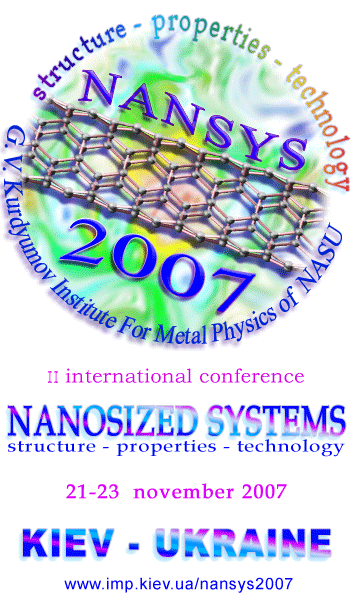 structure - properties - technology
NANSYS
2007
G. V. Kurdyumov Institute For Metal Physics of NASU
II international conference
NANOSIZED SYSTEMS
structure - properties - technology
21-23 november 2007
KIEV - UKRAINE
www.imp.kiev.ua/nansys2007